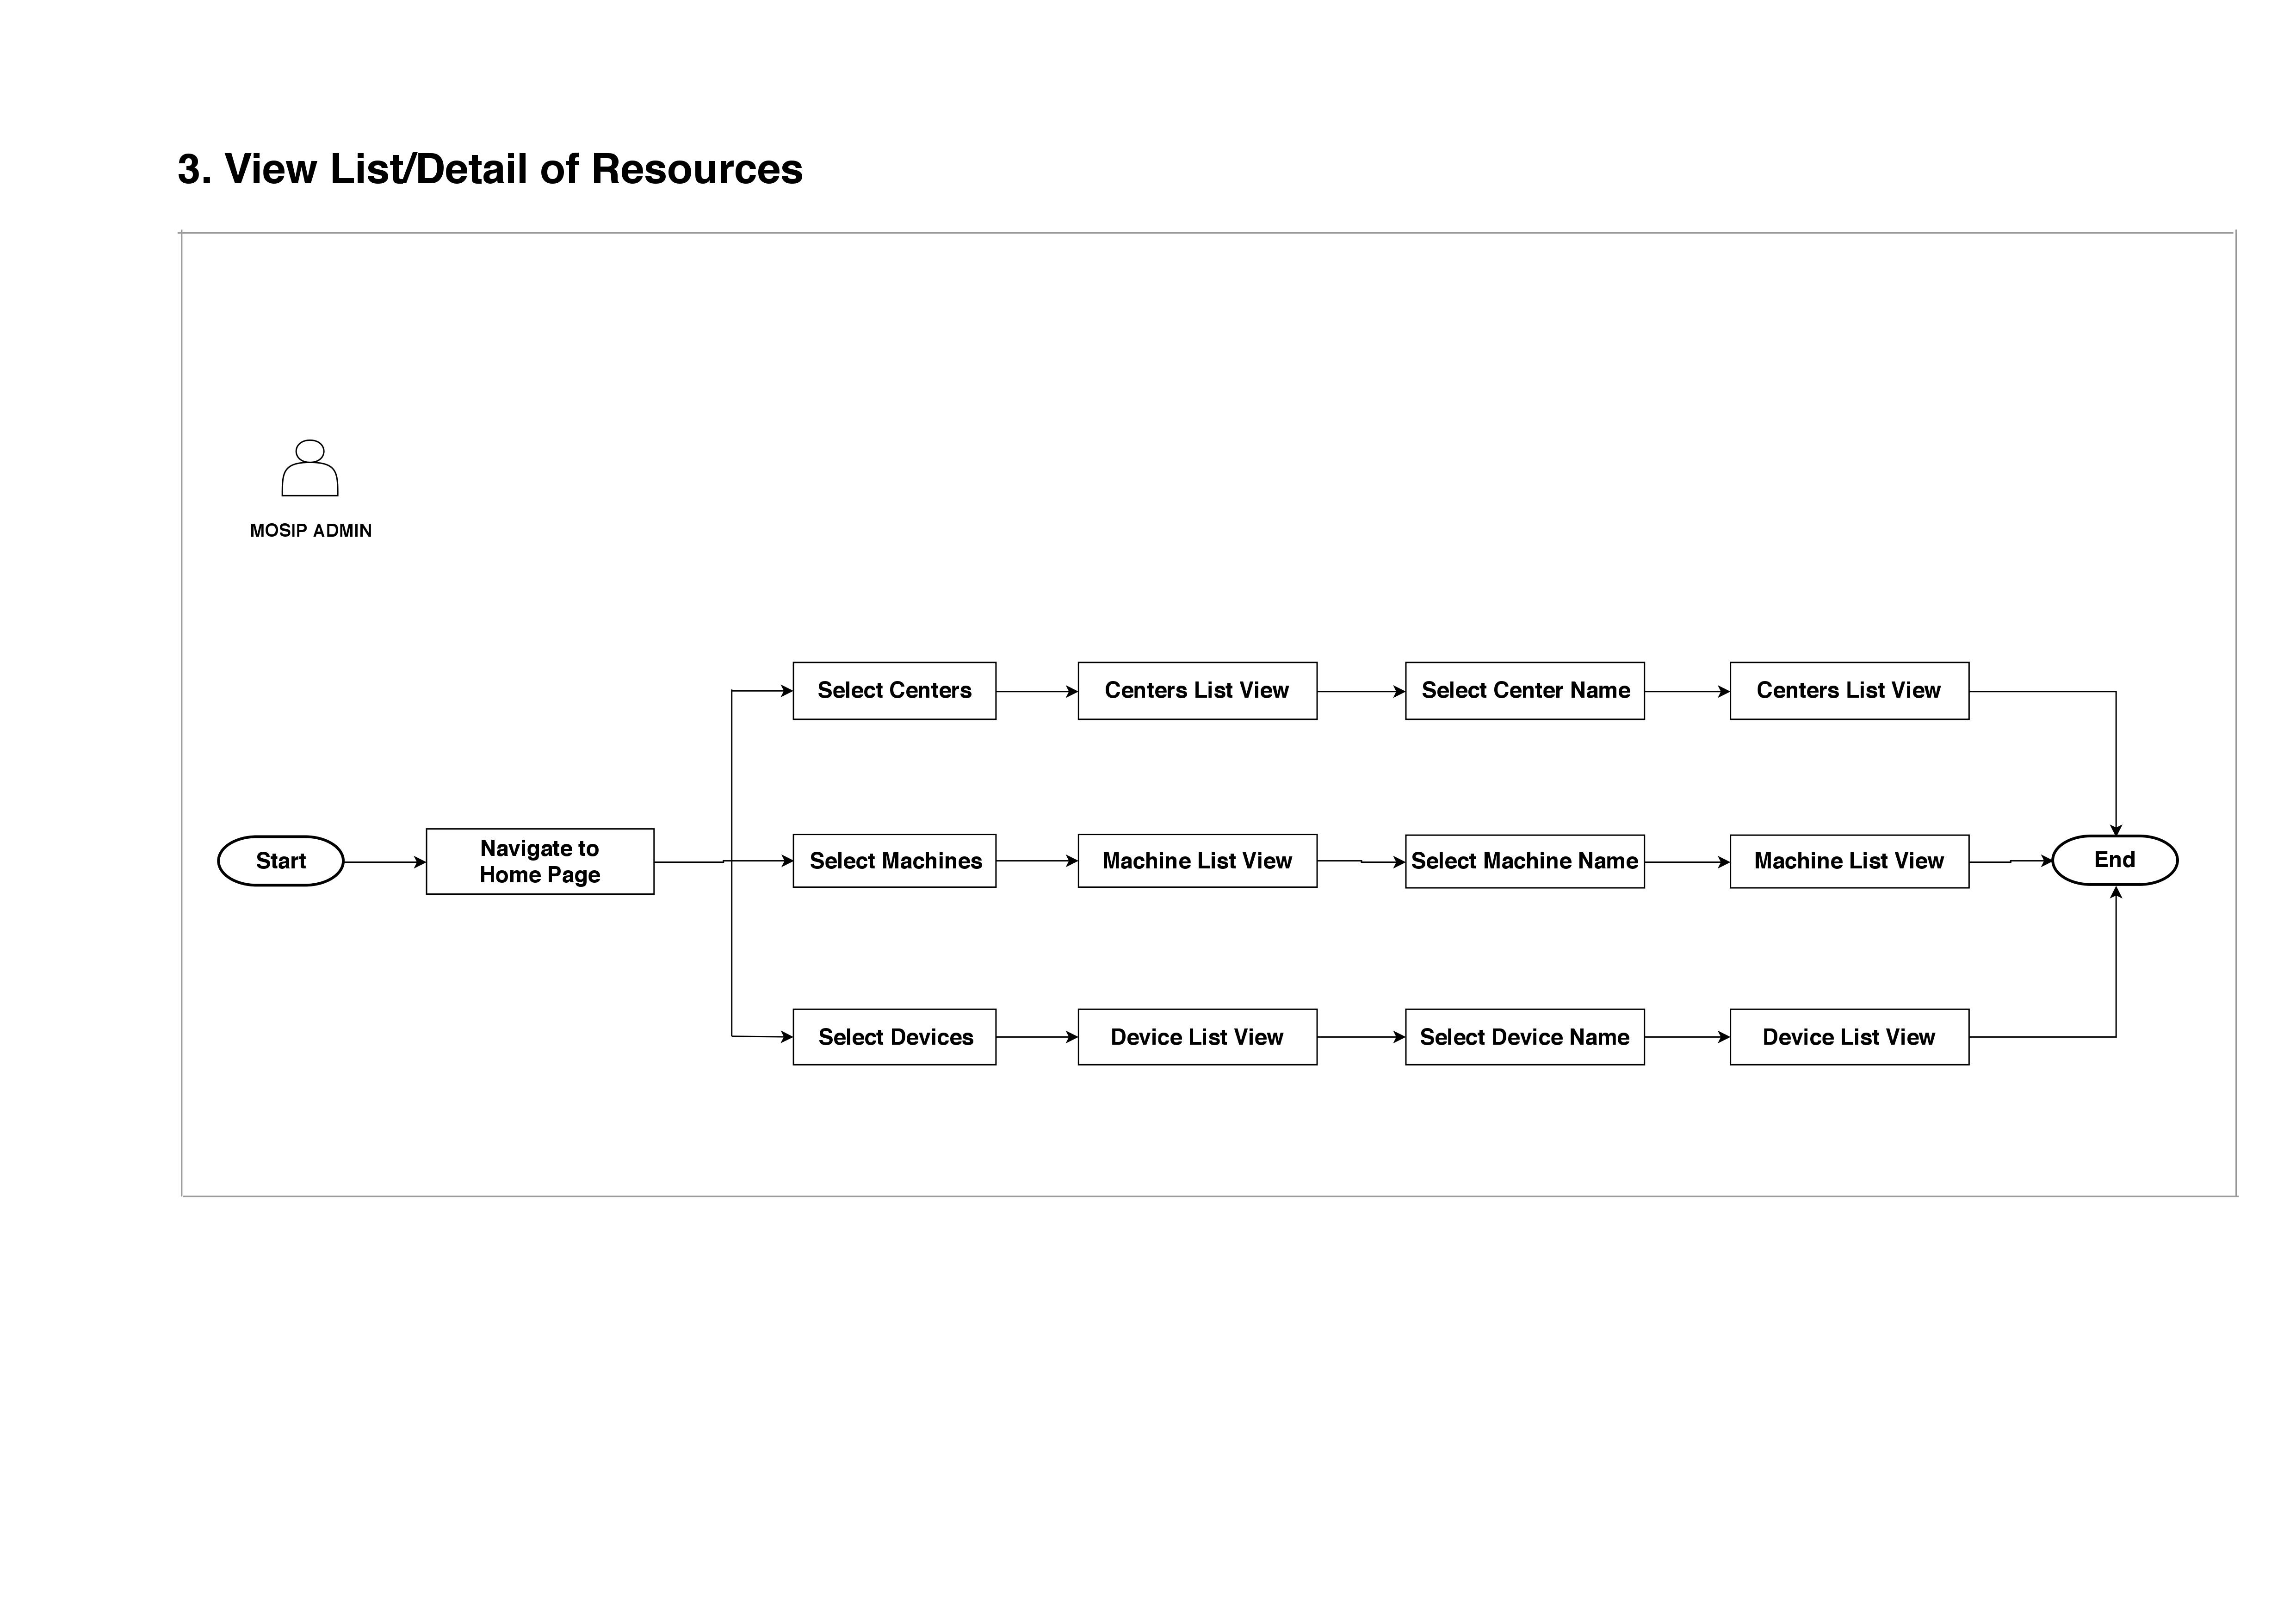 3. View List/Detail of Resources
MOSIP ADMIN
Select Centers
Centers List View
Select Center Name
Centers List View
Start
Navigate to
Home Page
Select Machines
Machine List View
Select Machine Name
Machine List View
End
Select Devices
Device List View
Select Device Name
Device List View